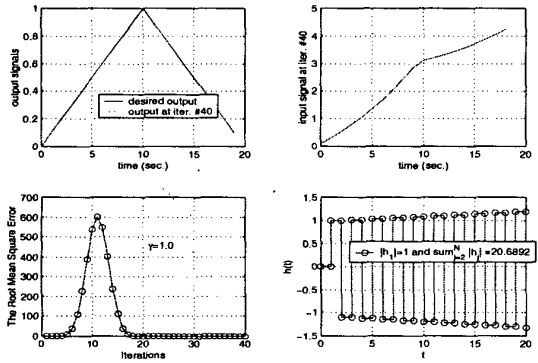 1
0.8
0.6
0.4
0.2
0
output signals
desired output
output at iter. #40
0 5 10 15 20
time (sec.)
5
4
3
2
1
0
input signal at iter. #40
0 5 10 15 20
time (sec.)
700
600
500
400
300
200
100
0
The Root Mean Square Error
γ=1.0
0 10 20 30 40
Iterations
1.5
1
0.5
0
-0.5
-1
-1.5
h(t)
|h_1|=1 and sum^N_{i=2} |h_i| =20.6892
0 5 10 15 20
t